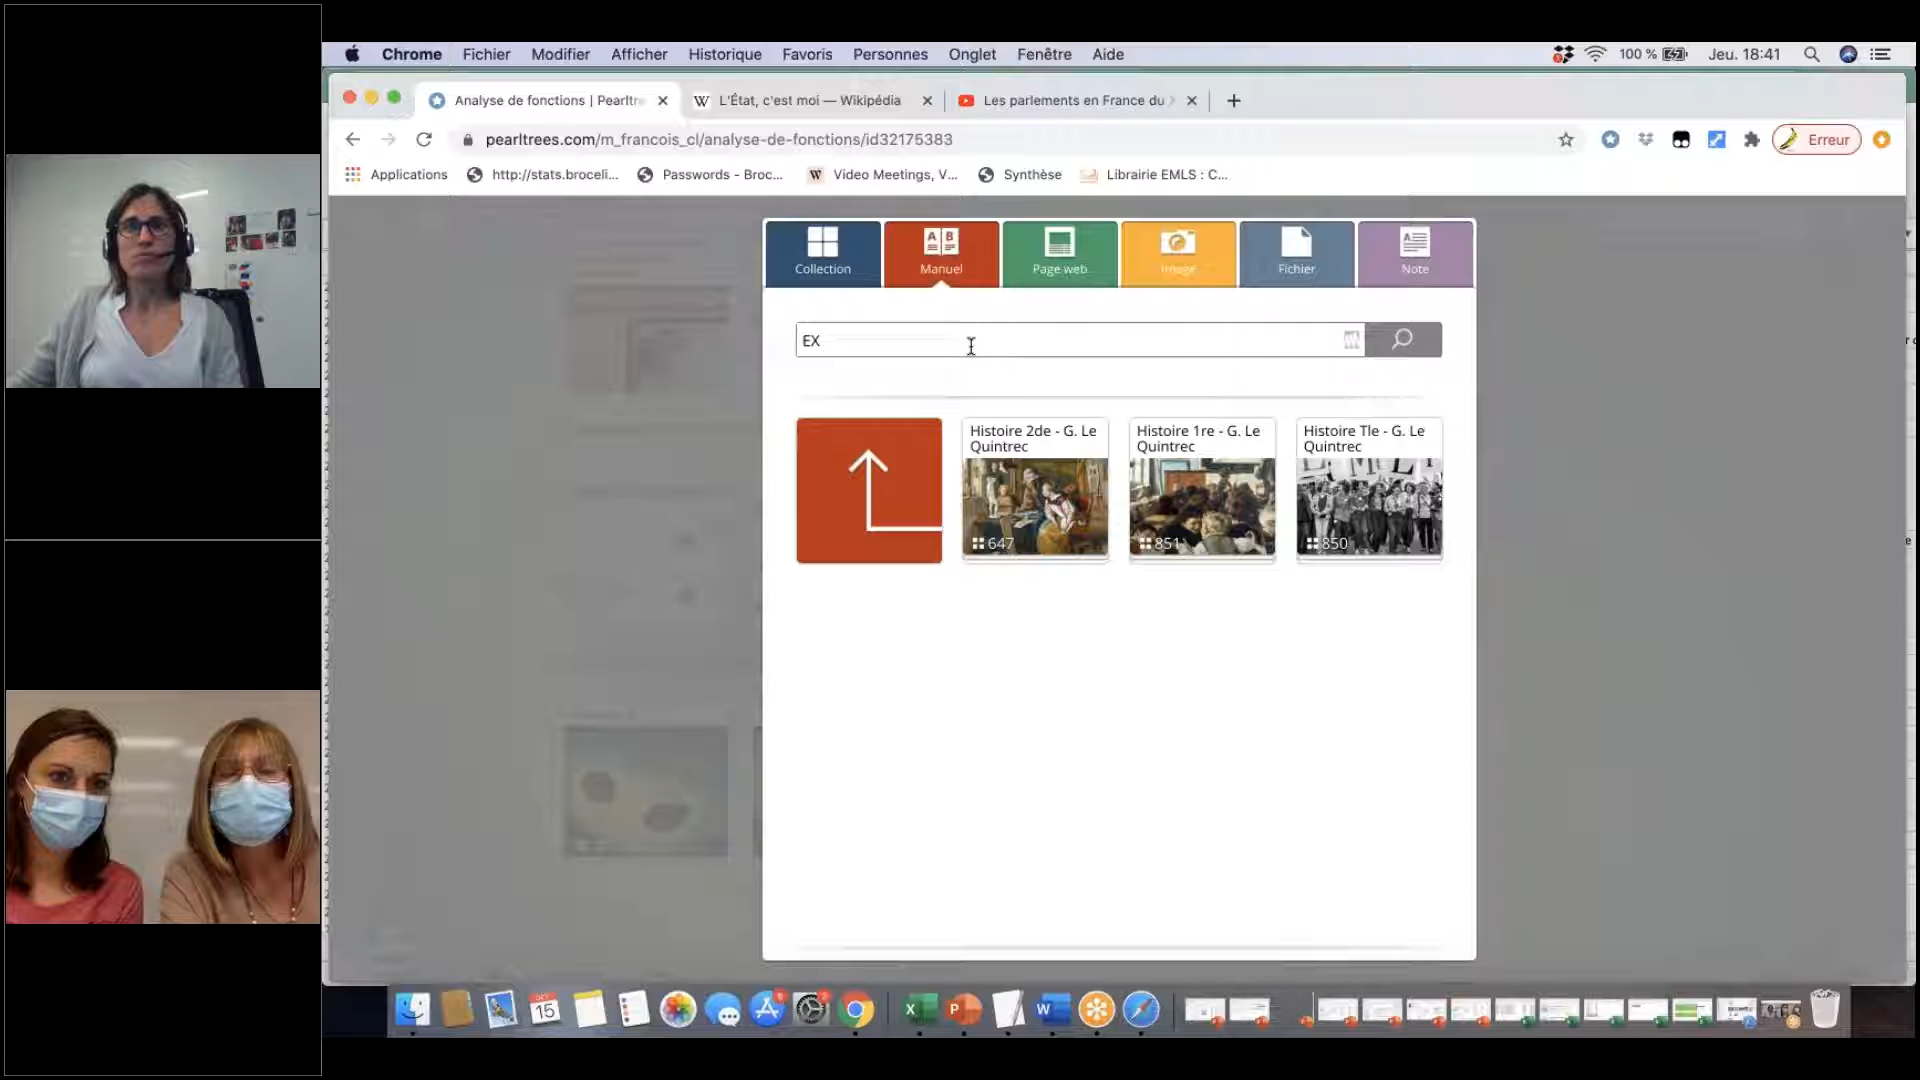 Chrome Fichier Modifier Afficher Historique Favoris Personnes Onglet Fenêtre Aide 100 % Jeu. 18:41
Analyse de fonctions | Pearltre L'État, c'est moi — Wikipédia Les parlements en France du
pearltrees.com/m_francois_cl/analyse-de-fonctions/id32175383 Erreur
Applications http://stats.broceli... Passwords - Broc... Video Meetings, V... Synthèse Librairie EMLS : C...
Collection Manuel Page web Image Fichier Note
EX
Histoire 2de - G. Le Quintrec
647
Histoire 1re - G. Le Quintrec
851
Histoire Tle - G. Le Quintrec
850
OCT
15